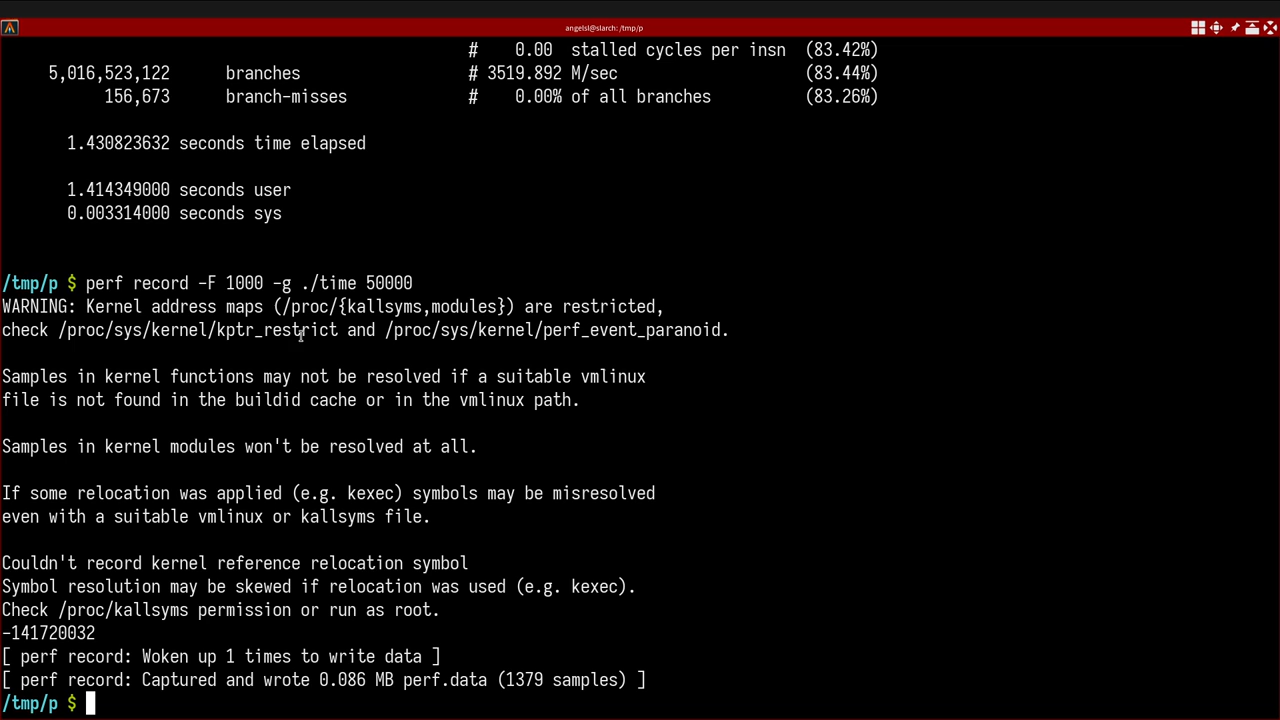 angelsl@slarch: /tmp/p
# 0.00 stalled cycles per insn (83.42%)
5,016,523,122 branches # 3519.892 M/sec (83.44%)
156,673 branch-misses # 0.00% of all branches (83.26%)
1.430823632 seconds time elapsed
1.414349000 seconds user
0.003314000 seconds sys
/tmp/p $ perf record -F 1000 -g ./time 50000
WARNING: Kernel address maps (/proc/{kallsyms,modules}) are restricted,
check /proc/sys/kernel/kptr_restrict and /proc/sys/kernel/perf_event_paranoid.
Samples in kernel functions may not be resolved if a suitable vmlinux
file is not found in the buildid cache or in the vmlinux path.
Samples in kernel modules won't be resolved at all.
If some relocation was applied (e.g. kexec) symbols may be misresolved
even with a suitable vmlinux or kallsyms file.
Couldn't record kernel reference relocation symbol
Symbol resolution may be skewed if relocation was used (e.g. kexec).
Check /proc/kallsyms permission or run as root.
-141720032
[ perf record: Woken up 1 times to write data ]
[ perf record: Captured and wrote 0.086 MB perf.data (1379 samples) ]
/tmp/p $